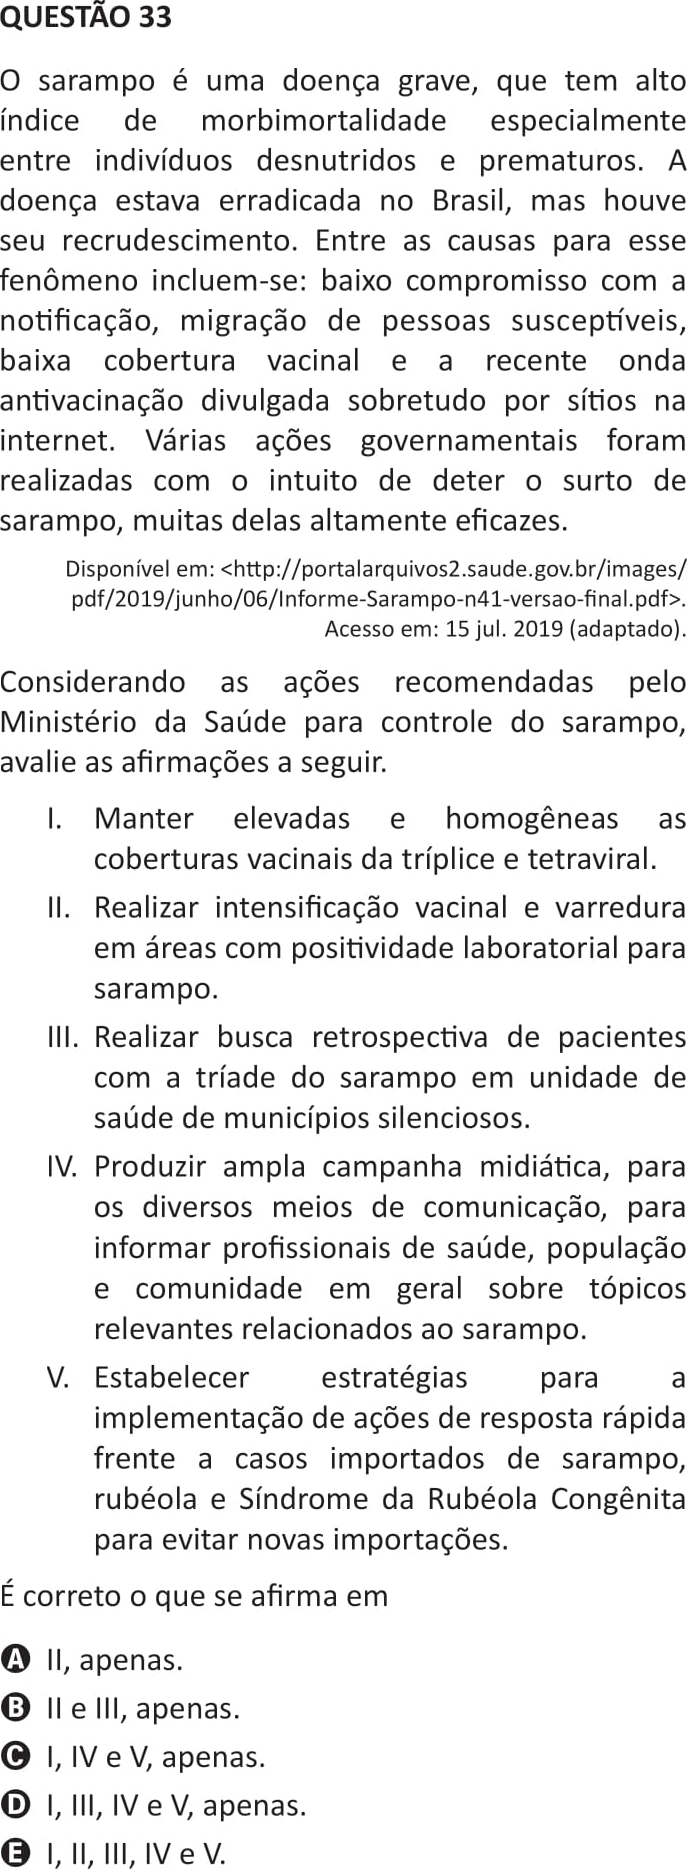 QUESTÃO 33
O sarampo é uma doença grave, que tem alto
índice de morbimortalidade especialmente
entre indivíduos desnutridos e prematuros. A
doença estava erradicada no Brasil, mas houve
seu recrudescimento. Entre as causas para esse
fenômeno incluem-se: baixo compromisso com a
notificação, migração de pessoas susceptíveis,
baixa cobertura vacinal e a recente onda
antivacinação divulgada sobretudo por sítios na
internet. Várias ações governamentais foram
realizadas com o intuito de deter o surto de
sarampo, muitas delas altamente eficazes.
Disponível em: <http://portalarquivos2.saude.gov.br/images/
pdf/2019/junho/06/Informe-Sarampo-n41-versao-final.pdf>.
Acesso em: 15 jul. 2019 (adaptado).
Considerando as ações recomendadas pelo
Ministério da Saúde para controle do sarampo,
avalie as afirmações a seguir.
I. Manter elevadas e homogêneas as
coberturas vacinais da tríplice e tetraviral.
II. Realizar intensificação vacinal e varredura
em áreas com positividade laboratorial para
sarampo.
III. Realizar busca retrospectiva de pacientes
com a tríade do sarampo em unidade de
saúde de municípios silenciosos.
IV. Produzir ampla campanha midiática, para
os diversos meios de comunicação, para
informar profissionais de saúde, população
e comunidade em geral sobre tópicos
relevantes relacionados ao sarampo.
V. Estabelecer estratégias para a
implementação de ações de resposta rápida
frente a casos importados de sarampo,
rubéola e Síndrome da Rubéola Congênita
para evitar novas importações.
É correto o que se afirma em
A II, apenas.
B II e III, apenas.
C I, IV e V, apenas.
D I, III, IV e V, apenas.
E I, II, III, IV e V.